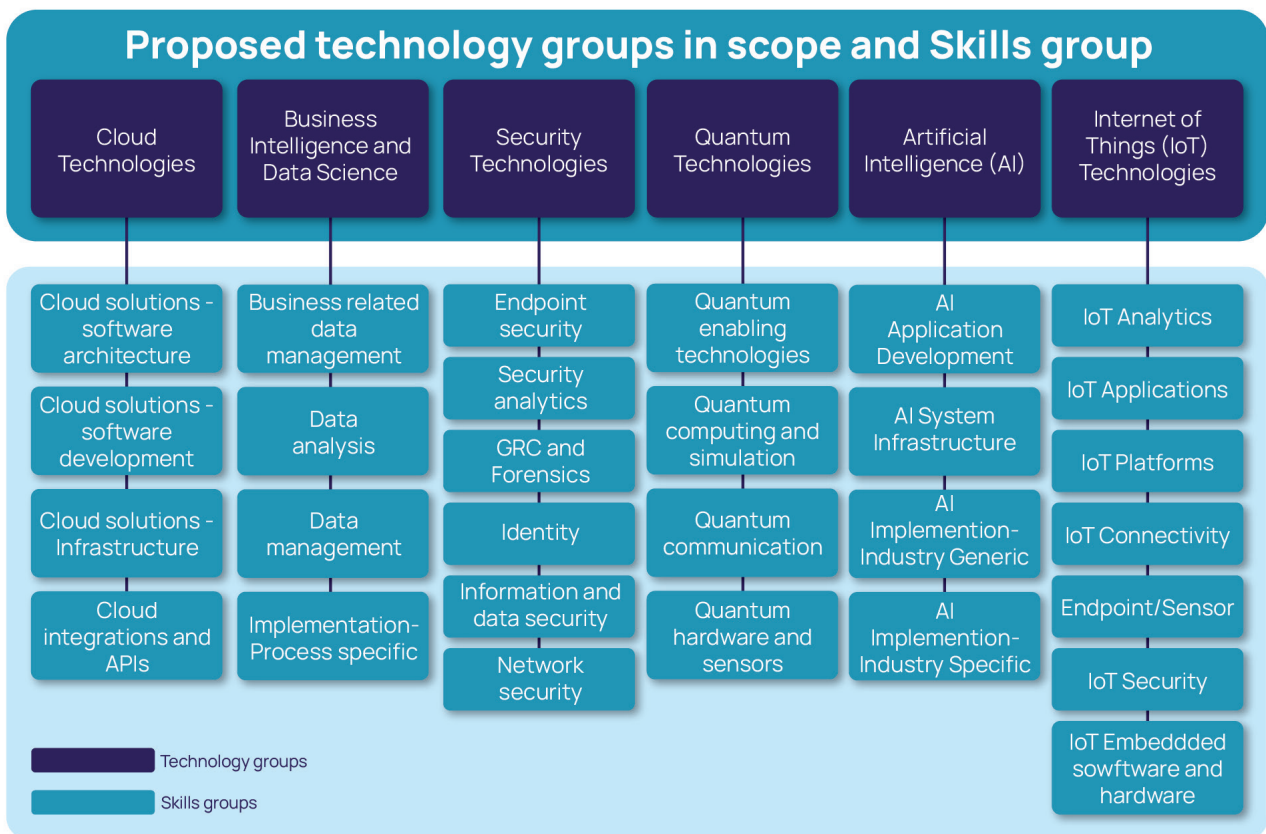 Proposed technology groups in scope and Skills group
Cloud
Technologies
Business
Intelligence and
Data Science
Security
Technologies
Quantum
Technologies
Artificial
Intelligence (AI)
Internet of
Things (IoT)
Technologies
Cloud solutions -
software
architecture
Cloud solutions -
software
development
Cloud solutions -
Infrastructure
Cloud
integrations and
APIs
Business related
data
management
Data
analysis
Data
management
Implementation-
Process specific
Endpoint
security
Security
analytics
GRC and
Forensics
Identity
Information and
data security
Network
security
Quantum
enabling
technologies
Quantum
computing and
simulation
Quantum
communication
Quantum
hardware and
sensors
AI
Application
Development
AI System
Infrastructure
AI
Implemention-
Industry Generic
AI
Implemention-
Industry Specific
IoT Analytics
IoT Applications
IoT Platforms
IoT Connectivity
Endpoint/Sensor
IoT Security
IoT Embeddded
sowftware and
hardware
Technology groups
Skills groups